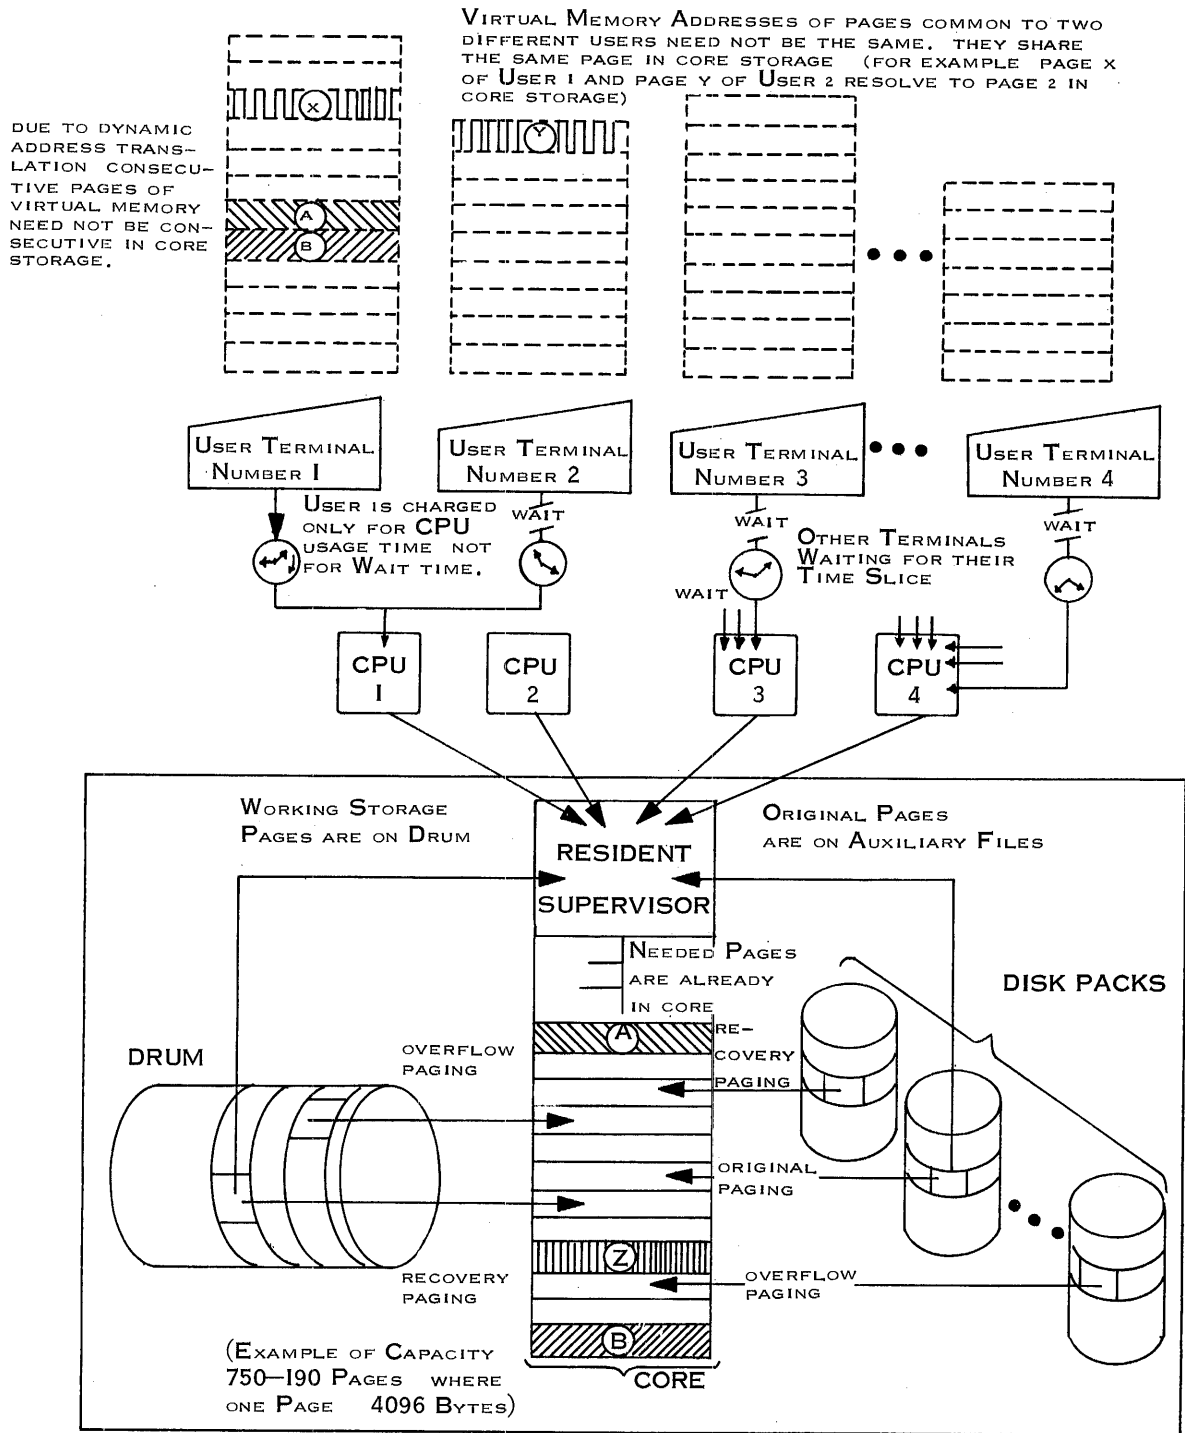 VIRTUAL MEMORY ADDRESSES OF PAGES COMMON TO TWO
DIFFERENT USERS NEED NOT BE THE SAME. THEY SHARE
THE SAME PAGE IN CORE STORAGE (FOR EXAMPLE PAGE X
OF USER 1 AND PAGE Y OF USER 2 RESOLVE TO PAGE 2 IN
CORE STORAGE)
X
Y
DUE TO DYNAMIC
ADDRESS TRANS-
LATION CONSECU-
TIVE PAGES OF
VIRTUAL MEMORY
NEED NOT BE CON-
SECUTIVE IN CORE
STORAGE.
A
B
USER TERMINAL
NUMBER 1
USER TERMINAL
NUMBER 2
USER TERMINAL
NUMBER 3
USER TERMINAL
NUMBER 4
USER IS CHARGED
ONLY FOR CPU
USAGE TIME NOT
FOR WAIT TIME.
WAIT
WAIT
WAIT
OTHER TERMINALS
WAITING FOR THEIR
TIME SLICE
WAIT
CPU
1
CPU
2
CPU
3
CPU
4
WORKING STORAGE
PAGES ARE ON DRUM
ORIGINAL PAGES
ARE ON AUXILIARY FILES
RESIDENT
SUPERVISOR
NEEDED PAGES
ARE ALREADY
IN CORE
DISK PACKS
DRUM
OVERFLOW
PAGING
A
RE-
COVERY
PAGING
ORIGINAL
PAGING
Z
RECOVERY
PAGING
OVERFLOW
PAGING
B
CORE
(EXAMPLE OF CAPACITY
750-190 PAGES WHERE
ONE PAGE 4096 BYTES)